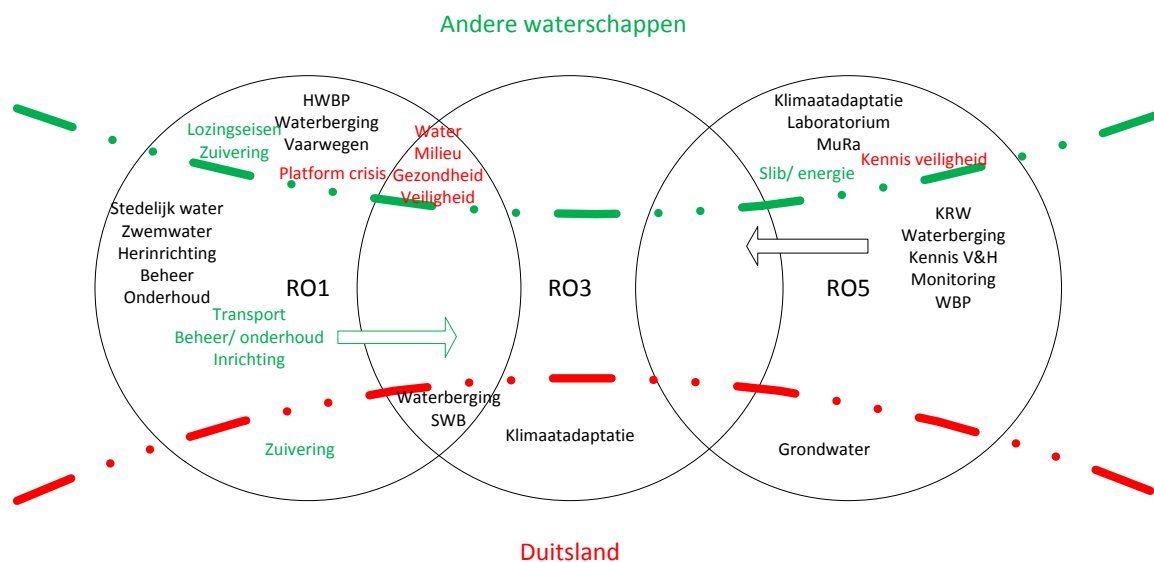 Andere waterschappen
HWBP
Waterberging
Vaarwegen
Lozingseisen
Zuivering
Platform crisis
Water
Milieu
Gezondheid
Veiligheid
Klimaatadaptatie
Laboratorium
MuRa
Kennis veiligheid
Slib/ energie
Stedelijk water
Zwemwater
Herinrichting
Beheer
Onderhoud
KRW
Waterberging
Kennis V&H
Monitoring
WBP
RO1
RO3
RO5
Transport
Beheer/ onderhoud
Inrichting
Waterberging
SWB
Klimaatadaptatie
Zuivering
Grondwater
Duitsland